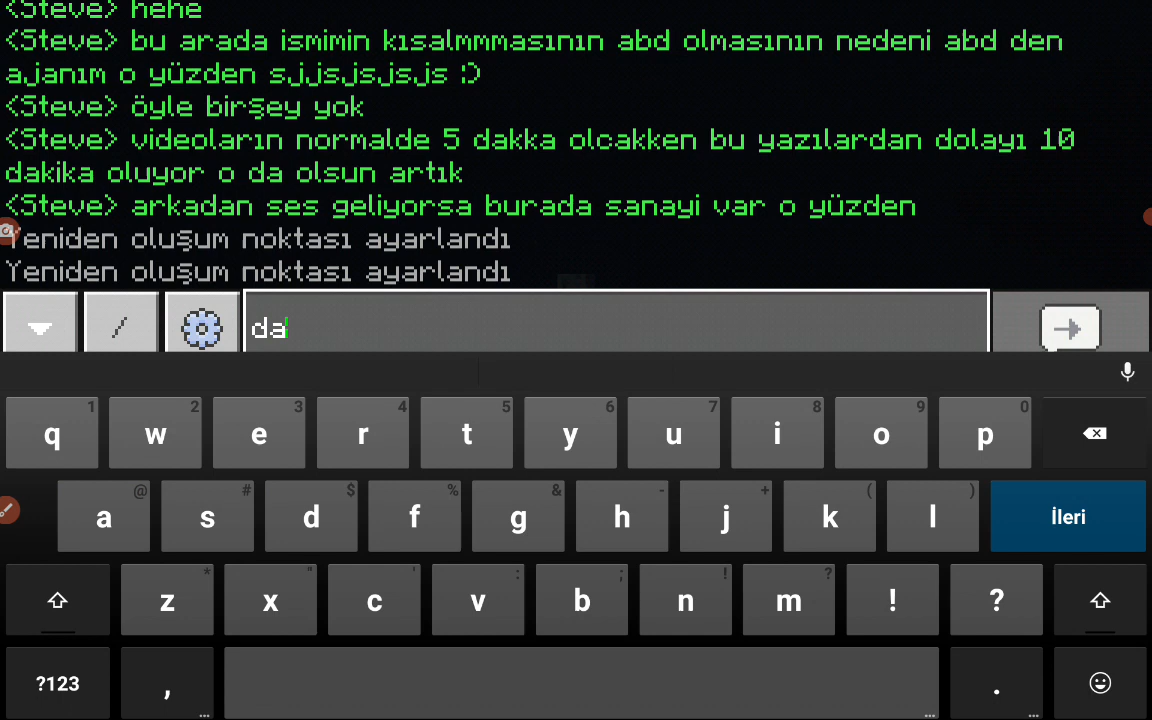 <Steve> hehe
<Steve> bu arada ismimin kısalmmmasının abd olmasının nedeni abd den
ajanım o yüzden sjjsjsjsjs :)
<Steve> öyle birşey yok
<Steve> videoların normalde 5 dakka olcakken bu yazılardan dolayı 10
dakika oluyor o da olsun artık
<Steve> arkadan ses geliyorsa burada sanayi var o yüzden
Yeniden oluşum noktası ayarlandı
Yeniden oluşum noktası ayarlandı
/ da
1 2 3 4 5 6 7 8 9 0
q w e r t y u i o p
@ # $ % & - + ( )
a s d f g h j k l İleri
* " ' : ; ! ?
z x c v b n m ! ?
?123 , .